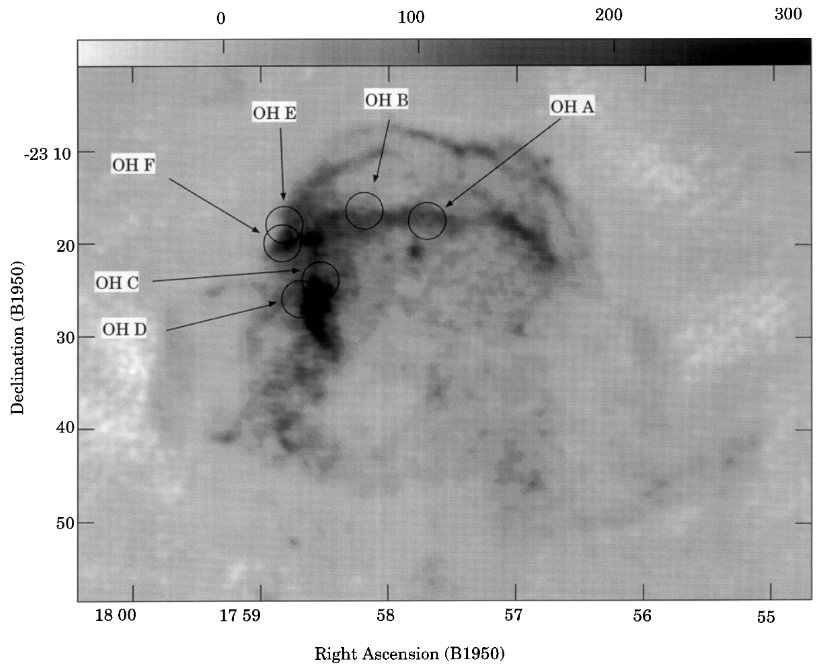 0 100 200 300
OH B
OH E
OH A
-23 10
OH F
20
OH C
OH D
30
40
50
18 00 17 59 58 57 56 55
Declination (B1950)
Right Ascension (B1950)